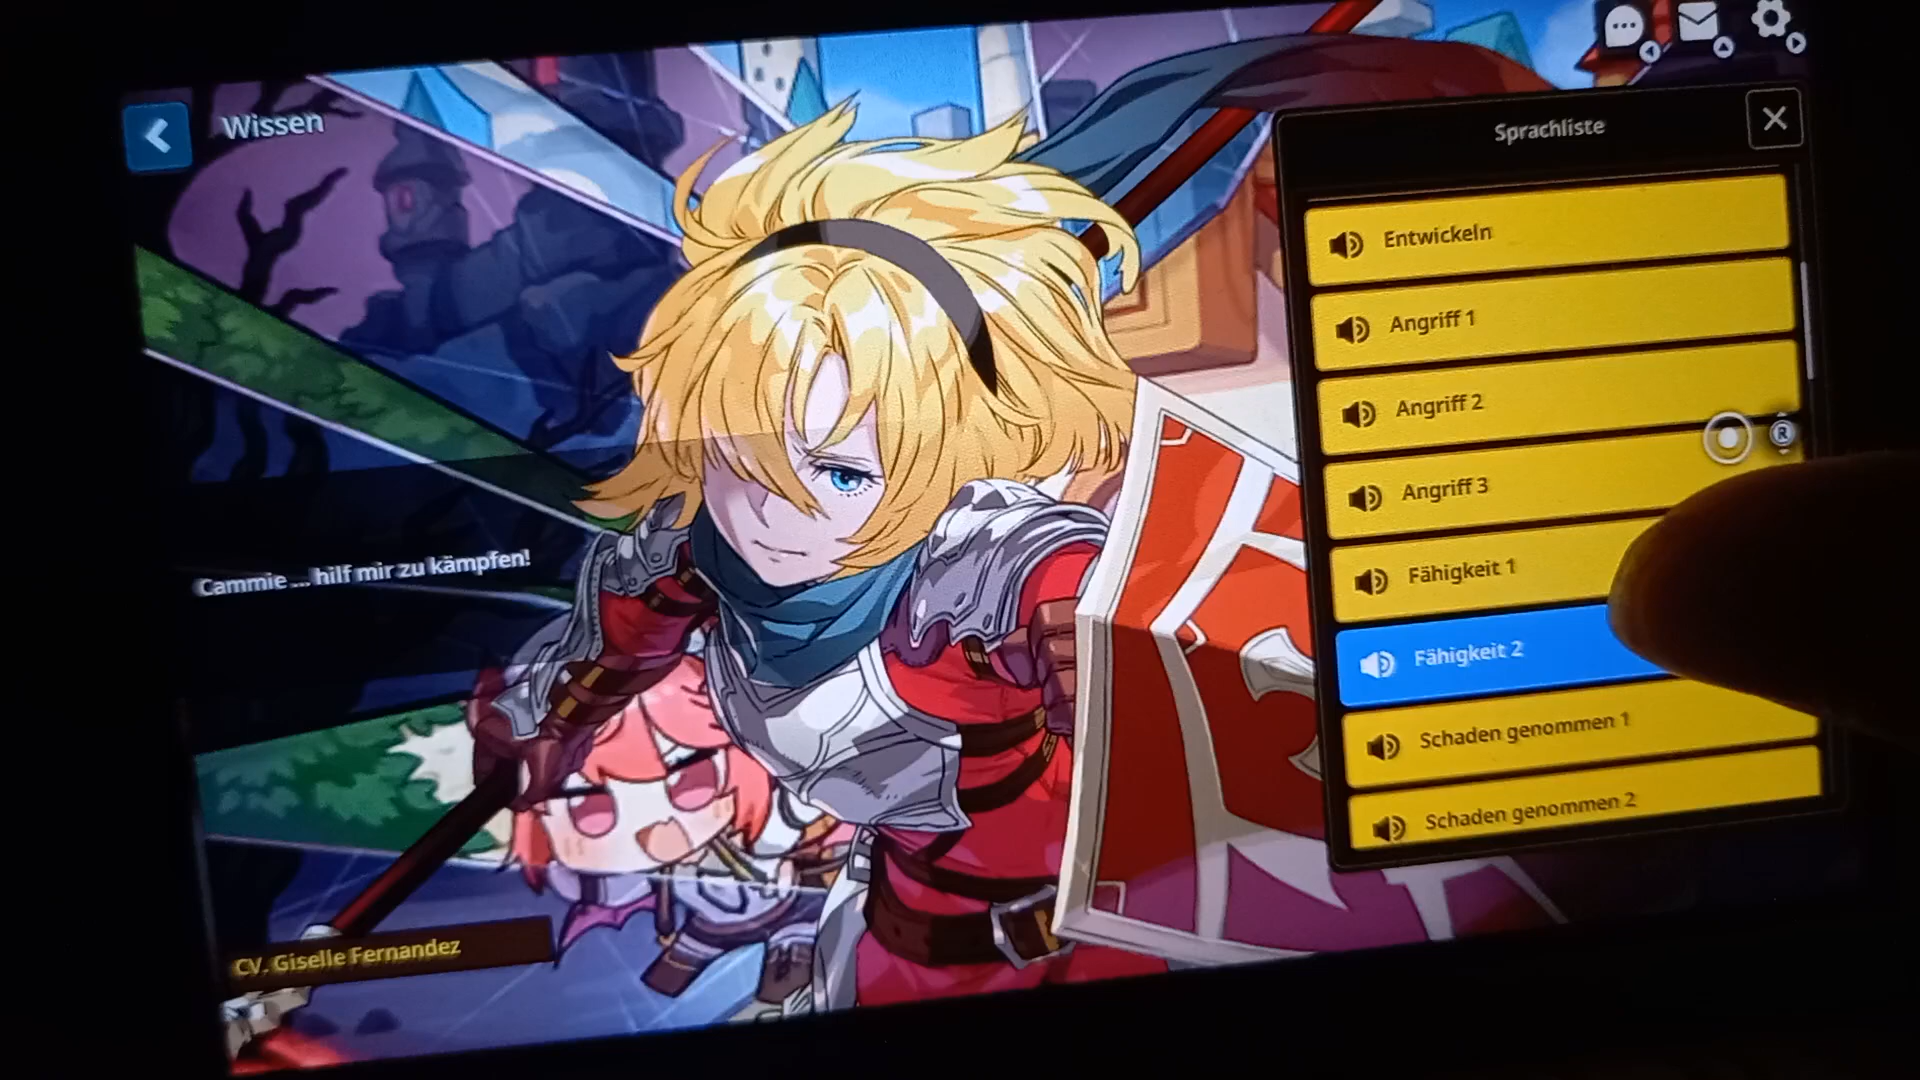 Wissen
Sprachliste
Entwickeln
Angriff 1
Angriff 2
R
Angriff 3
Fähigkeit 1
Cammie ... hilf mir zu kämpfen!
Fähigkeit 2
Schaden genommen 1
Schaden genommen 2
CV. Giselle Fernandez